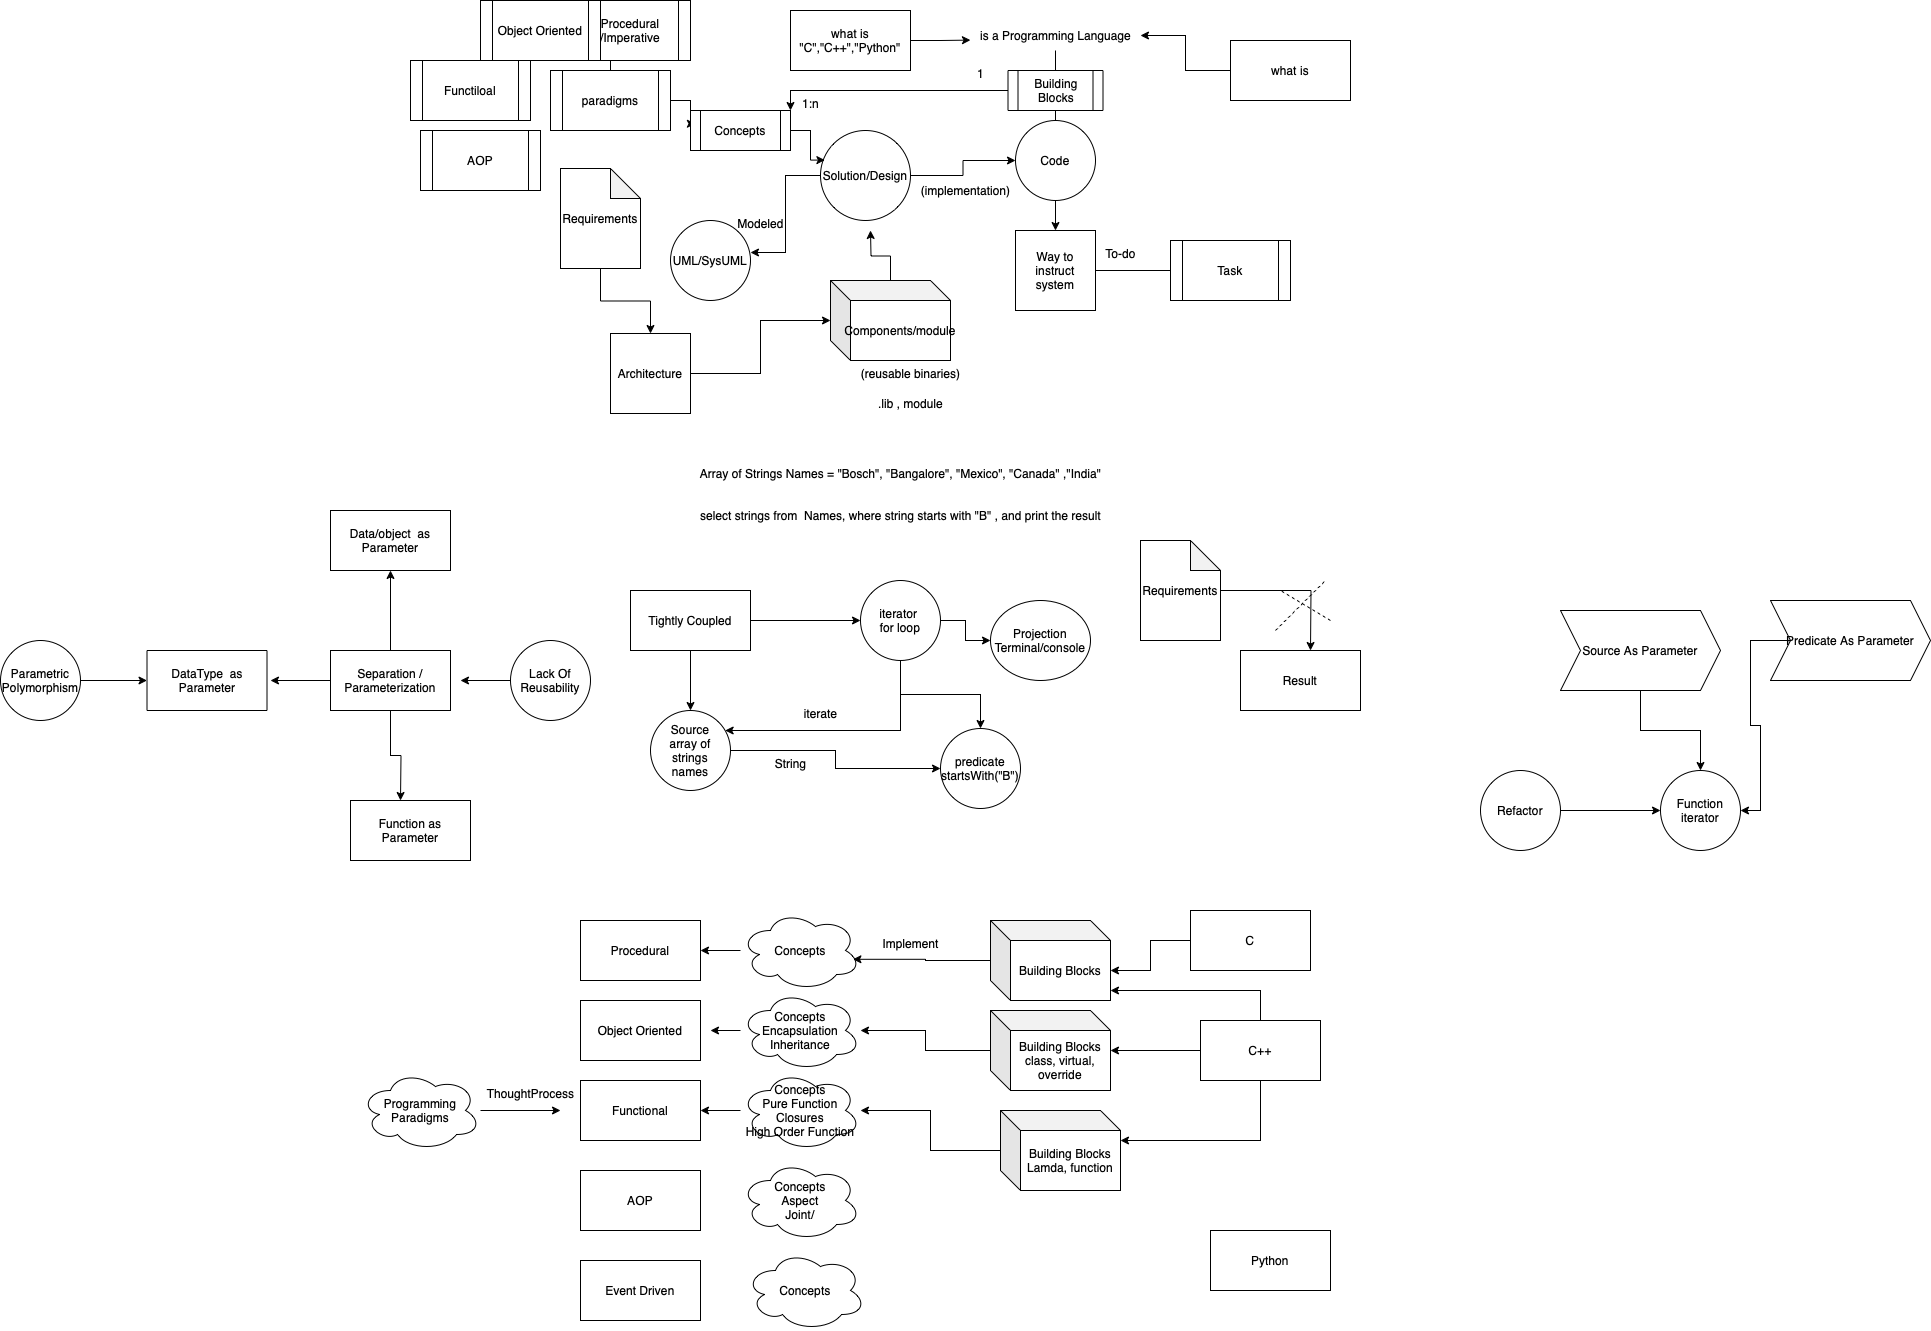 Object Oriented
Procedural
/Imperative
what is
"C","C++","Python"
is a Programming Language
what is
Functiloal
paradigms
1
Building
Blocks
1:n
Concepts
AOP
Code
Solution/Design
(implementation)
Requirements
Modeled
UML/SysUML
Way to
instruct
system
To-do
Task
Components/module
Architecture
(reusable binaries)
.lib , module
Array of Strings Names = "Bosch", "Bangalore", "Mexico", "Canada" ,"India"
select strings from  Names, where string starts with "B" , and print the result
Data/object  as
Parameter
Parametric
Polymorphism
DataType  as
Parameter
Separation /
Parameterization
Lack Of
Reusability
Function as
Parameter
Tightly Coupled
iterator
for loop
Projection
Terminal/console
iterate
Source
array of
strings
names
String
predicate
startsWith("B")
Requirements
Result
Source As Parameter
Predicate As Parameter
Refactor
Function
iterator
Procedural
Concepts
Implement
Building Blocks
C
Object Oriented
Concepts
Encapsulation
Inheritance
Building Blocks
class, virtual,
override
C++
Programming
Paradigms
ThoughtProcess
Functional
Concepts
Pure Function
Closures
High Order Function
Building Blocks
Lamda, function
AOP
Concepts
Aspect
Joint/
Python
Event Driven
Concepts